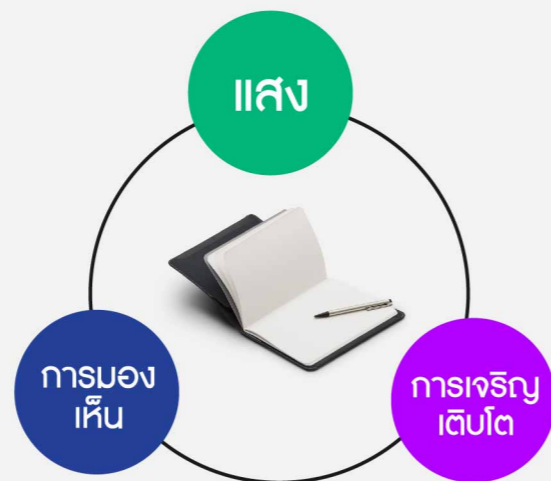 แสง
การมอง
เห็น
การเจริญ
เติบโต